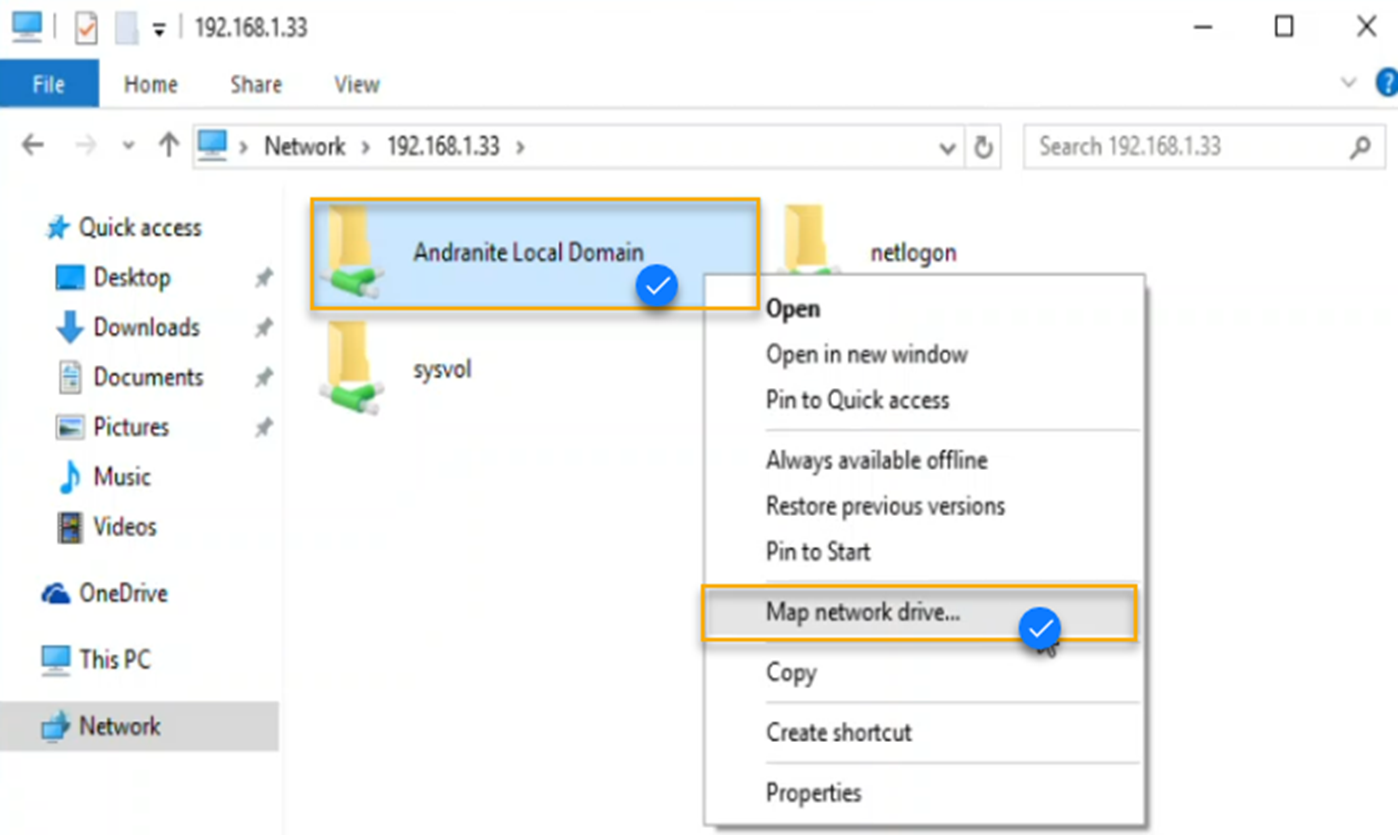 192.168.1.33
File Home Share View
?
Network 192.168.1.33
Search 192.168.1.33
Quick access
Desktop
Downloads
Documents
Pictures
Music
Videos
OneDrive
This PC
Network
Andranite Local Domain
netlogon
sysvol
Open
Open in new window
Pin to Quick access
Always available offline
Restore previous versions
Pin to Start
Map network drive...
Copy
Create shortcut
Properties